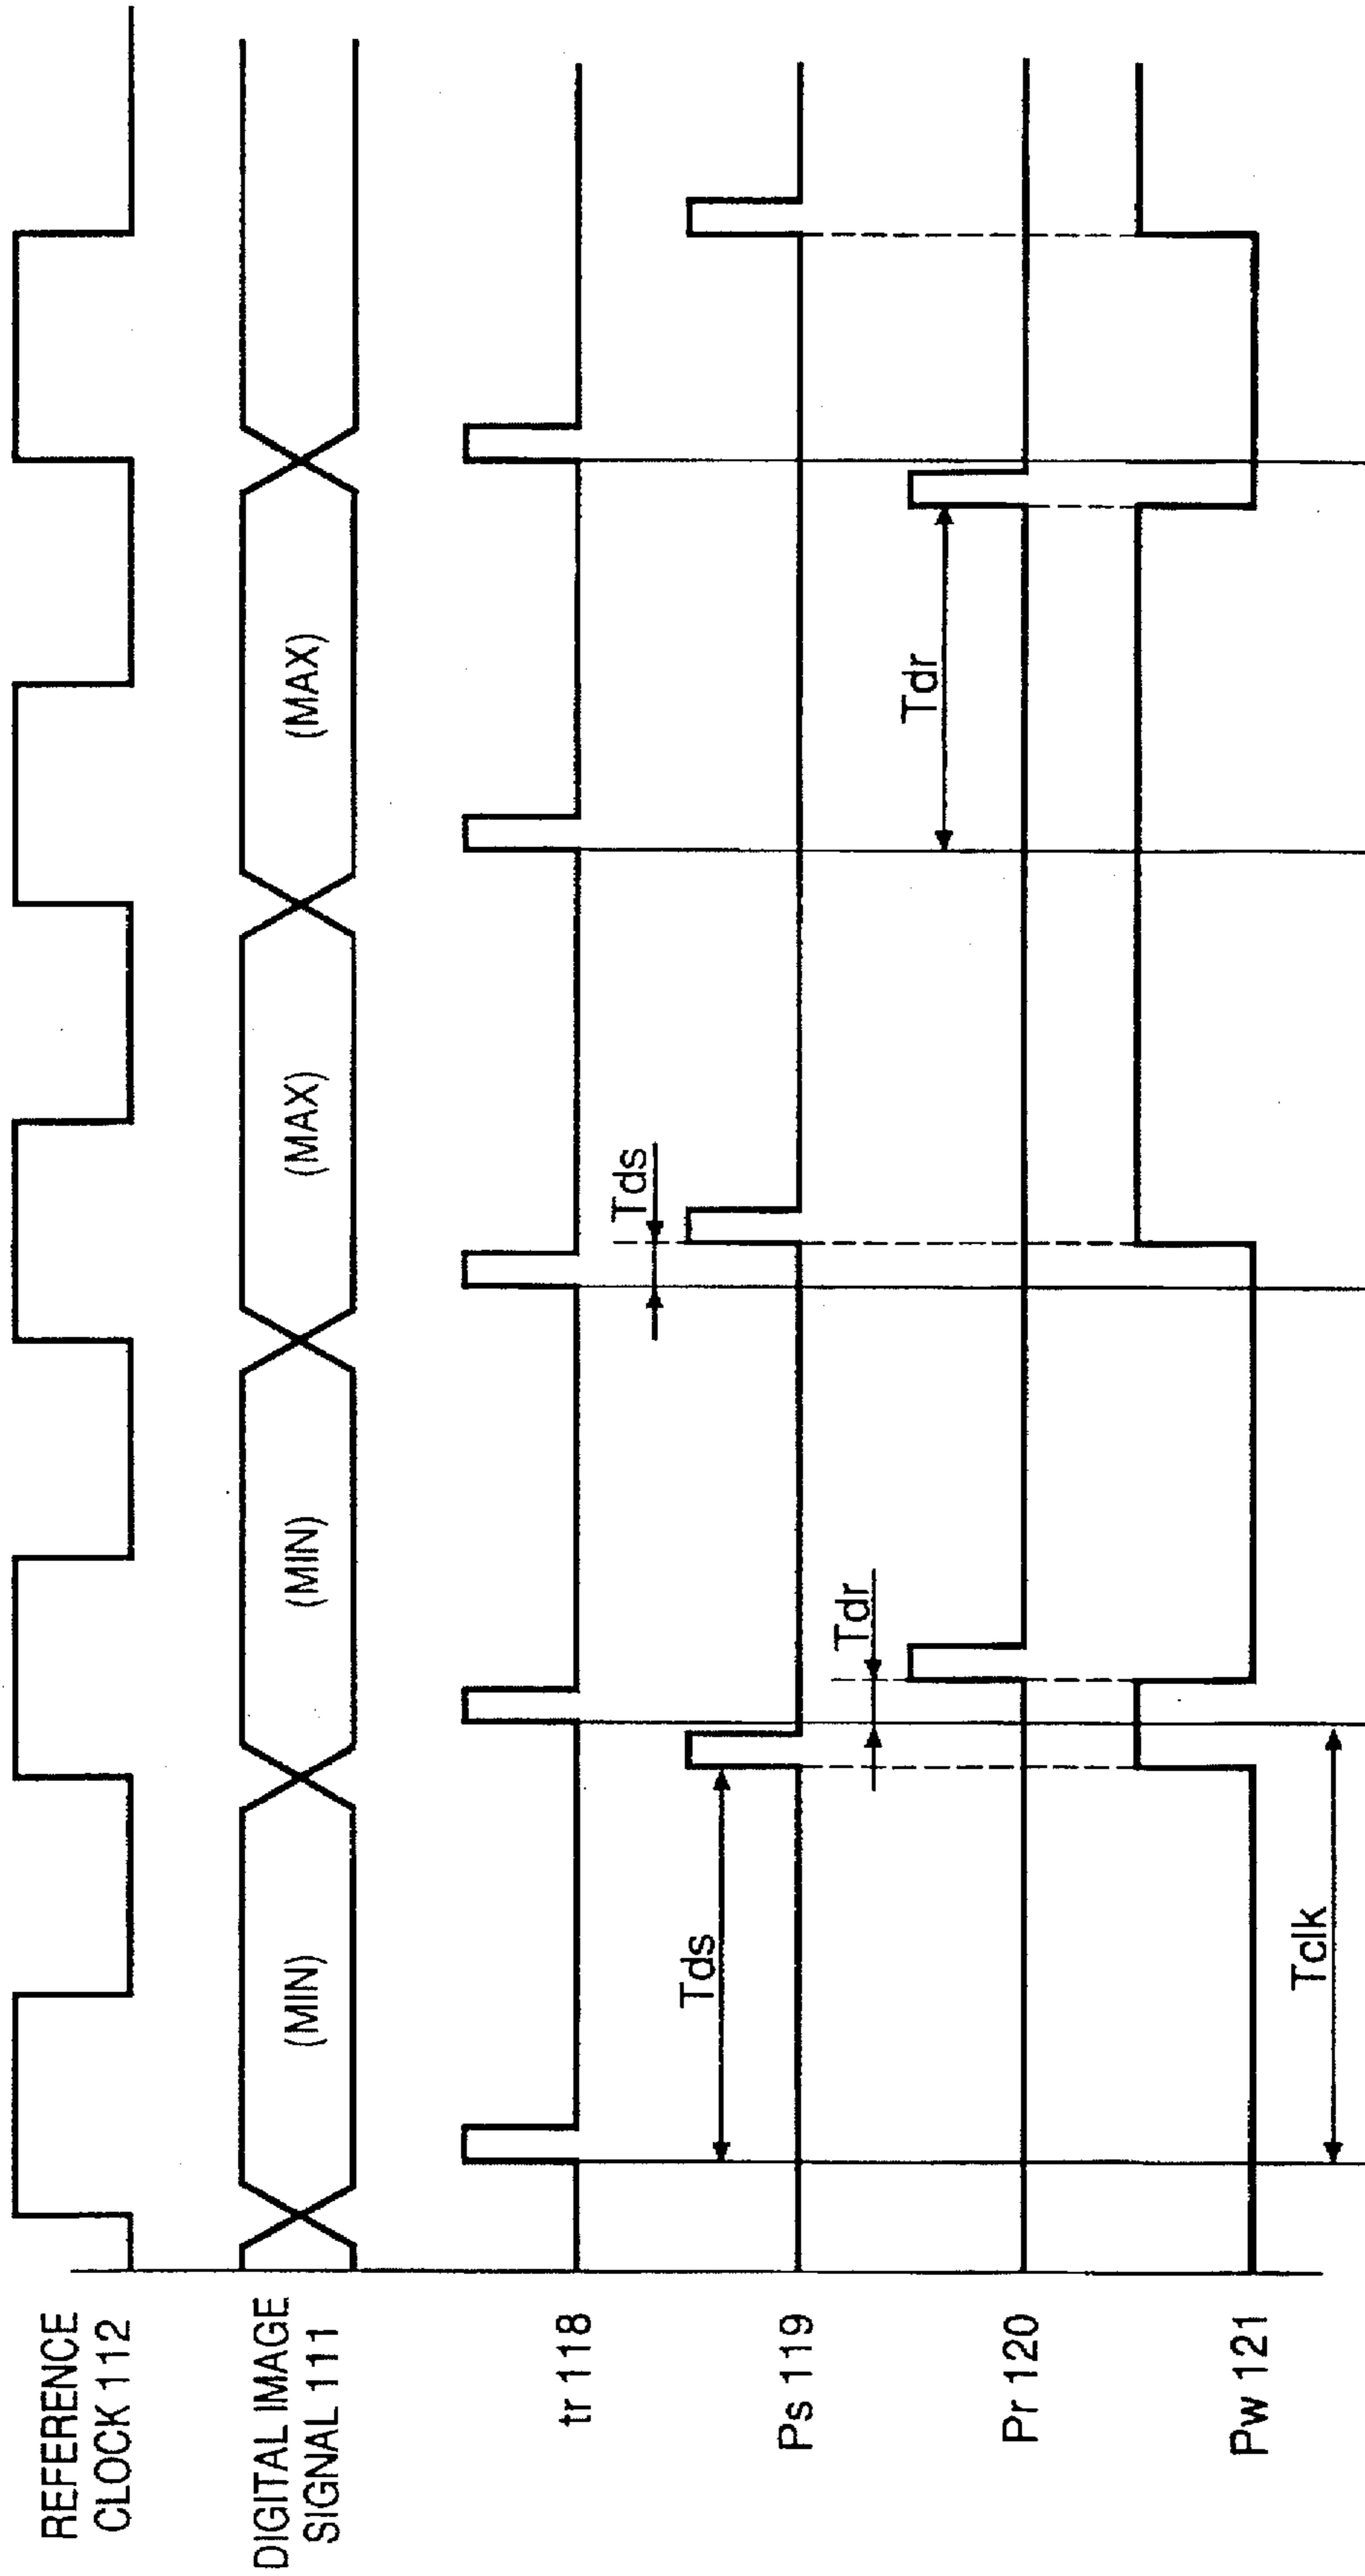 REFERENCE
CLOCK 112
DIGITAL IMAGE
SIGNAL 111
(MIN)
(MIN)
(MAX)
(MAX)
tr 118
Ps 119
Tds
Tds
Pr 120
Tdr
Tdr
Pw 121
Tclk